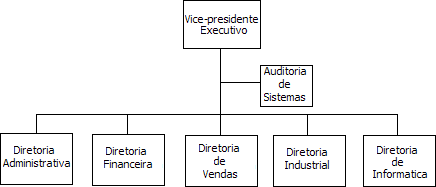 Vice-presidente
Executivo
Auditoria
de
Sistemas
Diretoria
Administrativa
Diretoria
Financeira
Diretoria
de
Vendas
Diretoria
Industrial
Diretoria
de
Informatica